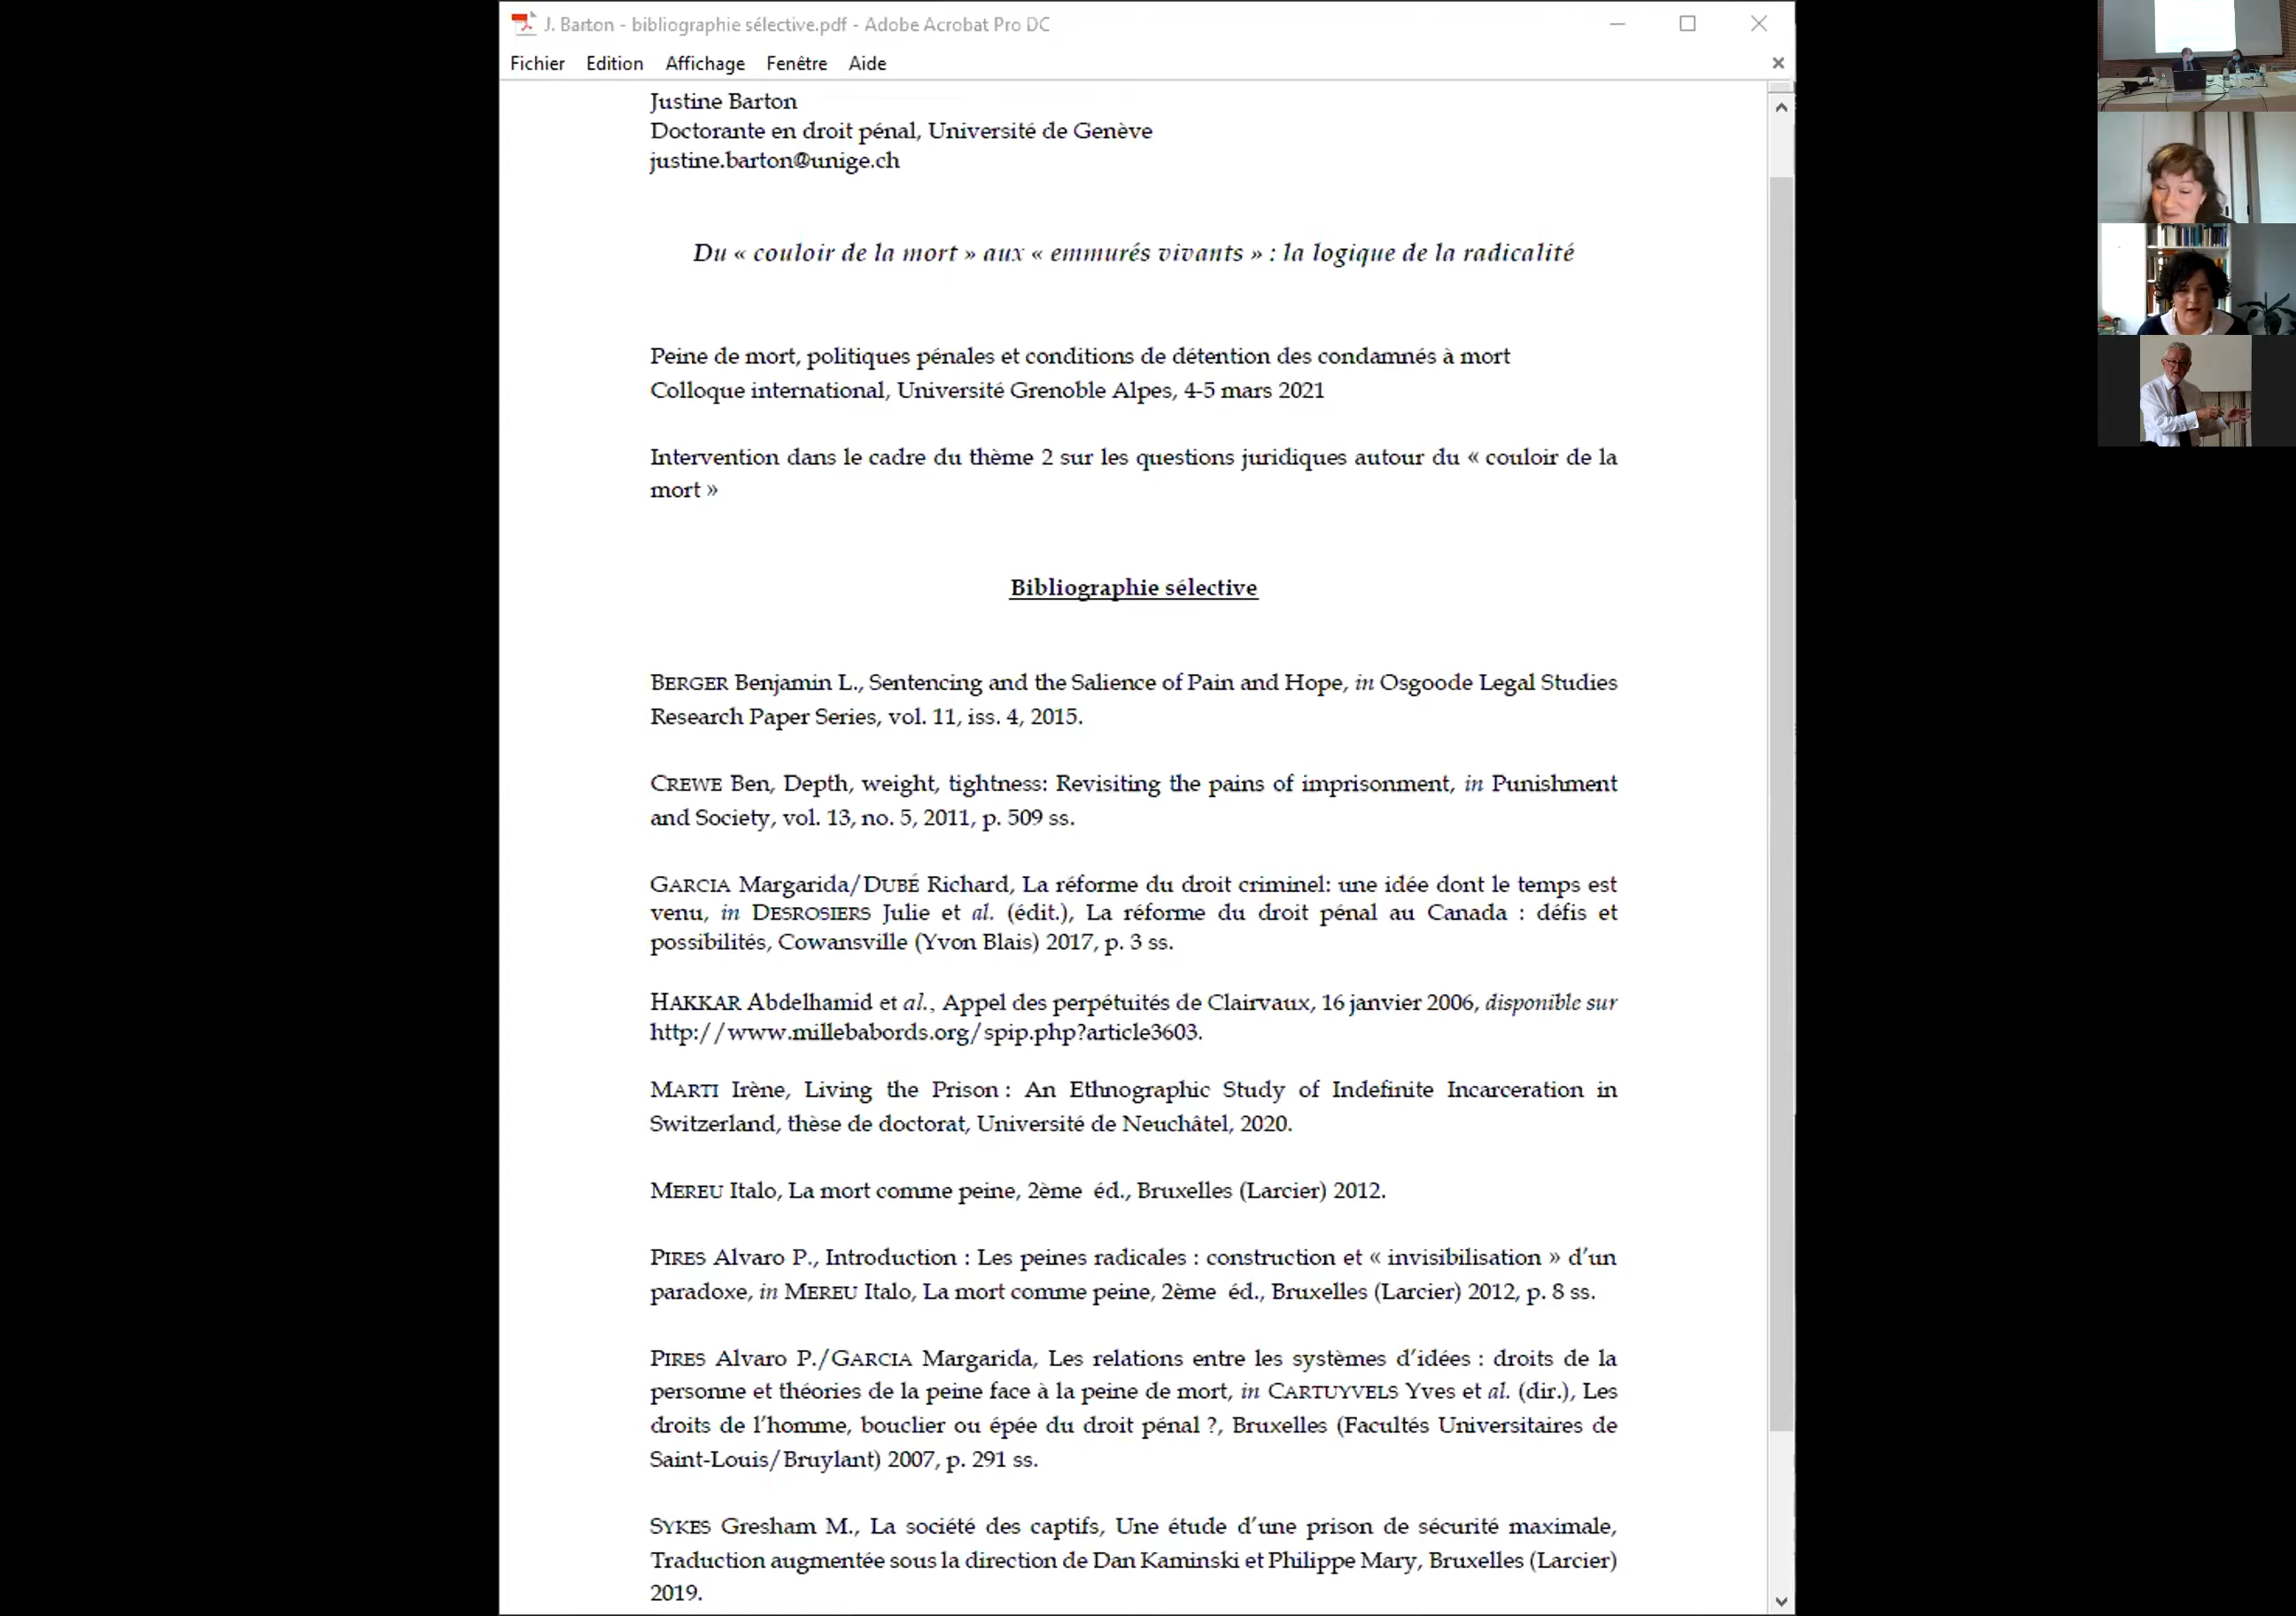 J. Barton - bibliographie sélective.pdf - Adobe Acrobat Pro DC
Fichier Edition Affichage Fenêtre Aide
Justine Barton
Doctorante en droit pénal, Université de Genève
justine.barton@unige.ch
Du « couloir de la mort » aux « emmurés vivants » : la logique de la radicalité
Peine de mort, politiques pénales et conditions de détention des condamnés à mort
Colloque international, Université Grenoble Alpes, 4-5 mars 2021
Intervention dans le cadre du thème 2 sur les questions juridiques autour du « couloir de la
mort »
Bibliographie sélective
BERGER Benjamin L., Sentencing and the Salience of Pain and Hope, in Osgoode Legal Studies
Research Paper Series, vol. 11, iss. 4, 2015.
CREWE Ben, Depth, weight, tightness: Revisiting the pains of imprisonment, in Punishment
and Society, vol. 13, no. 5, 2011, p. 509 ss.
GARCIA Margarida/DUBÉ Richard, La réforme du droit criminel: une idée dont le temps est
venu, in DESROSIERS Julie et al. (édit.), La réforme du droit pénal au Canada : défis et
possibilités, Cowansville (Yvon Blais) 2017, p. 3 ss.
HAKKAR Abdelhamid et al., Appel des perpétuités de Clairvaux, 16 janvier 2006, disponible sur
http://www.millebabords.org/spip.php?article3603.
MARTI Irène, Living the Prison : An Ethnographic Study of Indefinite Incarceration in
Switzerland, thèse de doctorat, Université de Neuchâtel, 2020.
MEREU Italo, La mort comme peine, 2ème éd., Bruxelles (Larcier) 2012.
PIRES Alvaro P., Introduction : Les peines radicales : construction et « invisibilisation » d'un
paradoxe, in MEREU Italo, La mort comme peine, 2ème éd., Bruxelles (Larcier) 2012, p. 8 ss.
PIRES Alvaro P./GARCIA Margarida, Les relations entre les systèmes d'idées : droits de la
personne et théories de la peine face à la peine de mort, in CARTUYVELS Yves et al. (dir.), Les
droits de l'homme, bouclier ou épée du droit pénal ?, Bruxelles (Facultés Universitaires de
Saint-Louis/Bruylant) 2007, p. 291 ss.
SYKES Gresham M., La société des captifs, Une étude d'une prison de sécurité maximale,
Traduction augmentée sous la direction de Dan Kaminski et Philippe Mary, Bruxelles (Larcier)
2019.